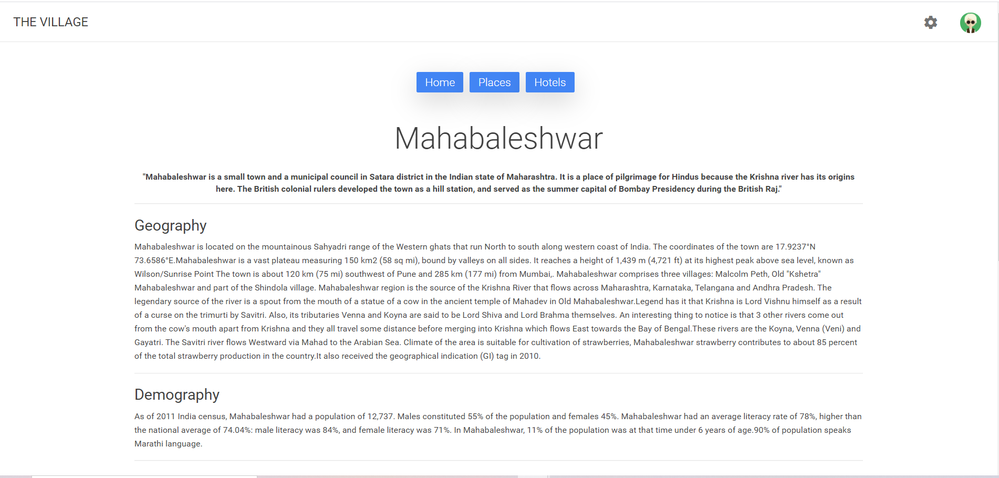 THE VILLAGE
Home Places Hotels
Mahabaleshwar
"Mahabaleshwar is a small town and a municipal council in Satara district in the Indian state of Maharashtra. It is a place of pilgrimage for Hindus because the Krishna river has its origins
here. The British colonial rulers developed the town as a hill station, and served as the summer capital of Bombay Presidency during the British Raj."
Geography
Mahabaleshwar is located on the mountainous Sahyadri range of the Western ghats that run North to south along western coast of India. The coordinates of the town are 17.9237°N
73.6586°E.Mahabaleshwar is a vast plateau measuring 150 km2 (58 sq mi), bound by valleys on all sides. It reaches a height of 1,439 m (4,721 ft) at its highest peak above sea level, known as
Wilson/Sunrise Point The town is about 120 km (75 mi) southwest of Pune and 285 km (177 mi) from Mumbai,. Mahabaleshwar comprises three villages: Malcolm Peth, Old "Kshetra"
Mahabaleshwar and part of the Shindola village. Mahabaleshwar region is the source of the Krishna River that flows across Maharashtra, Karnataka, Telangana and Andhra Pradesh. The
legendary source of the river is a spout from the mouth of a statue of a cow in the ancient temple of Mahadev in Old Mahabaleshwar.Legend has it that Krishna is Lord Vishnu himself as a result
of a curse on the trimurti by Savitri. Also, its tributaries Venna and Koyna are said to be Lord Shiva and Lord Brahma themselves. An interesting thing to notice is that 3 other rivers come out
from the cow's mouth apart from Krishna and they all travel some distance before merging into Krishna which flows East towards the Bay of Bengal.These rivers are the Koyna, Venna (Veni) and
Gayatri. The Savitri river flows Westward via Mahad to the Arabian Sea. Climate of the area is suitable for cultivation of strawberries, Mahabaleshwar strawberry contributes to about 85 percent
of the total strawberry production in the country.It also received the geographical indication (GI) tag in 2010.
Demography
As of 2011 India census, Mahabaleshwar had a population of 12,737. Males constituted 55% of the population and females 45%. Mahabaleshwar had an average literacy rate of 78%, higher than
the national average of 74.04%: male literacy was 84%, and female literacy was 71%. In Mahabaleshwar, 11% of the population was at that time under 6 years of age.90% of population speaks
Marathi language.